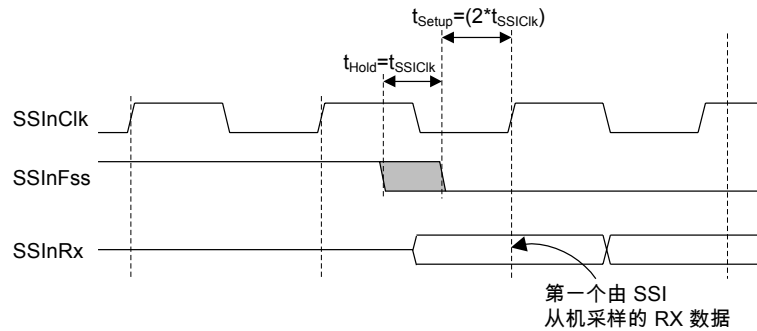 tSetup=(2*tSSIClk)
tHold=tSSIClk
SSInClk
SSInFss
SSInRx
第一个由 SSI
从机采样的 RX 数据